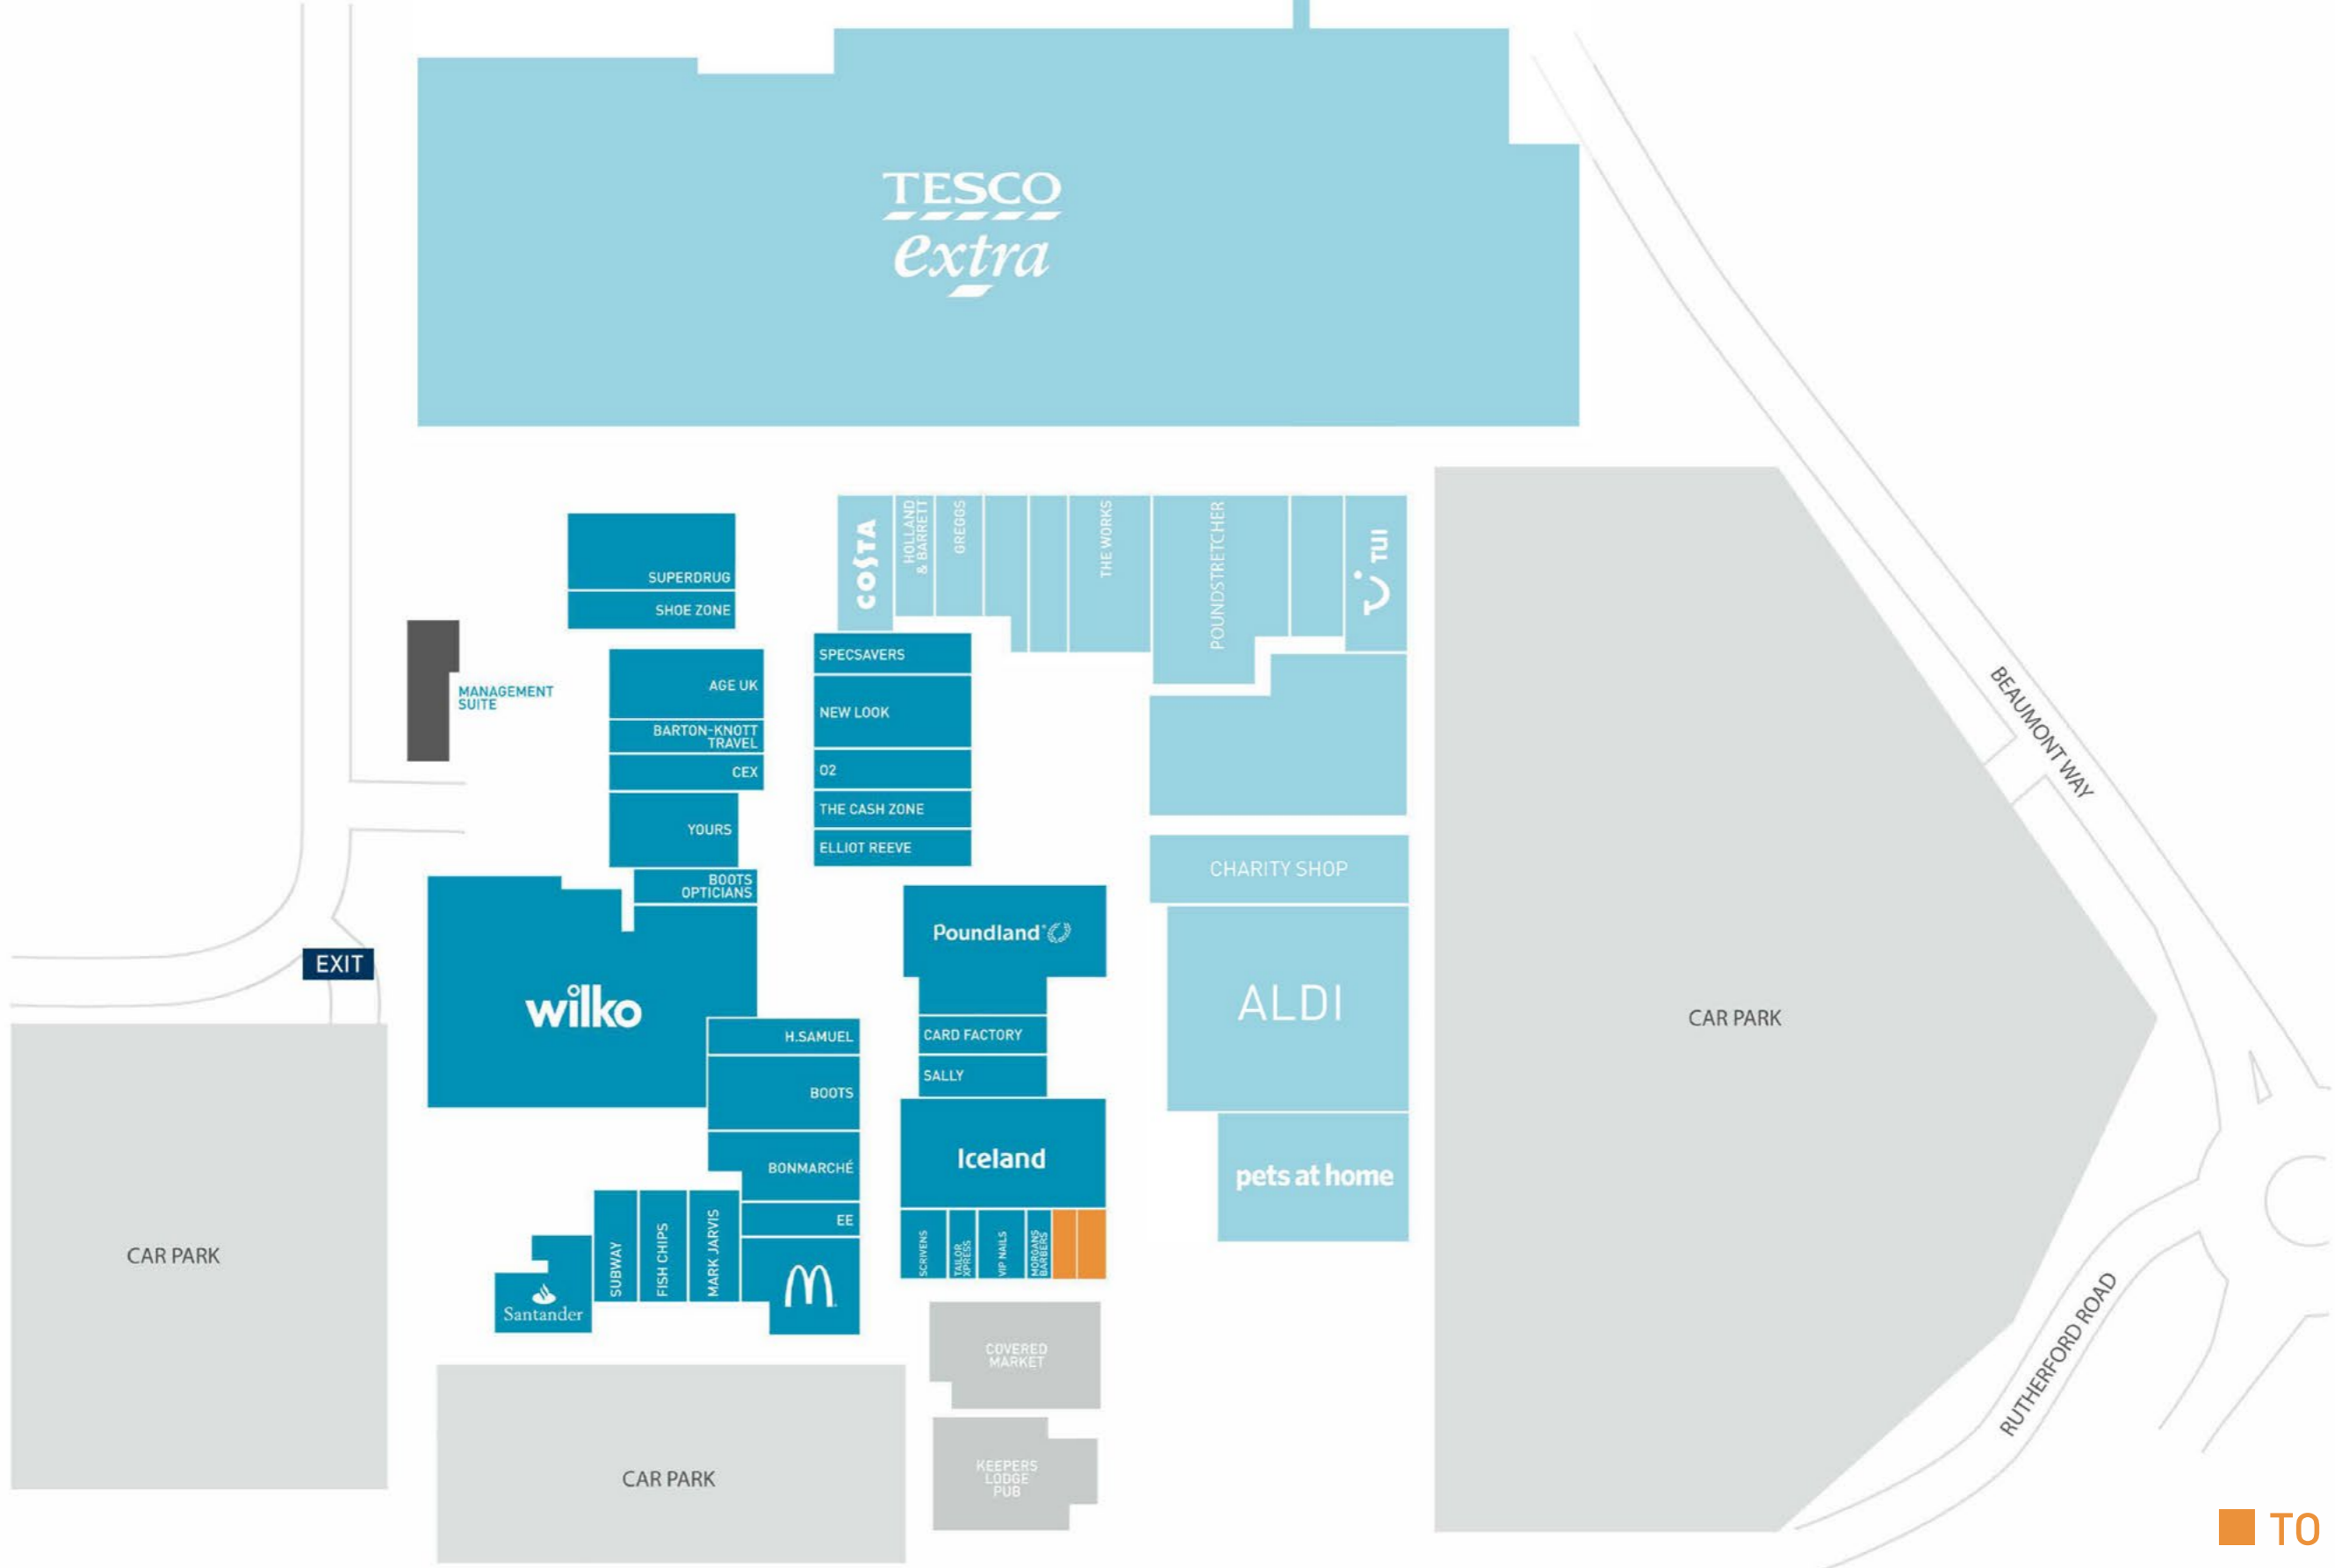 TESCO
extra
COSTA
HOLLAND
& BARRETT
GREGGS
THE WORKS
POUNDSTRETCHER
TUI
SUPERDRUG
SHOE ZONE
MANAGEMENT
SUITE
AGE UK
BARTON-KNOTT
TRAVEL
CEX
YOURS
BOOTS
OPTICIANS
SPECSAVERS
NEW LOOK
O2
THE CASH ZONE
ELLIOT REEVE
BEAUMONT WAY
CHARITY SHOP
Poundland
EXIT
wilko
ALDI
CAR PARK
H.SAMUEL
BOOTS
BONMARCHÉ
EE
CARD FACTORY
SALLY
Iceland
pets at home
SCRIVENS
TAILOR
XPRESS
VIP NAILS
MORGANS
BARBERS
CAR PARK
SUBWAY
FISH CHIPS
MARK JARVIS
Santander
M
COVERED
MARKET
KEEPERS
LODGE
PUB
CAR PARK
RUTHERFORD ROAD
TO